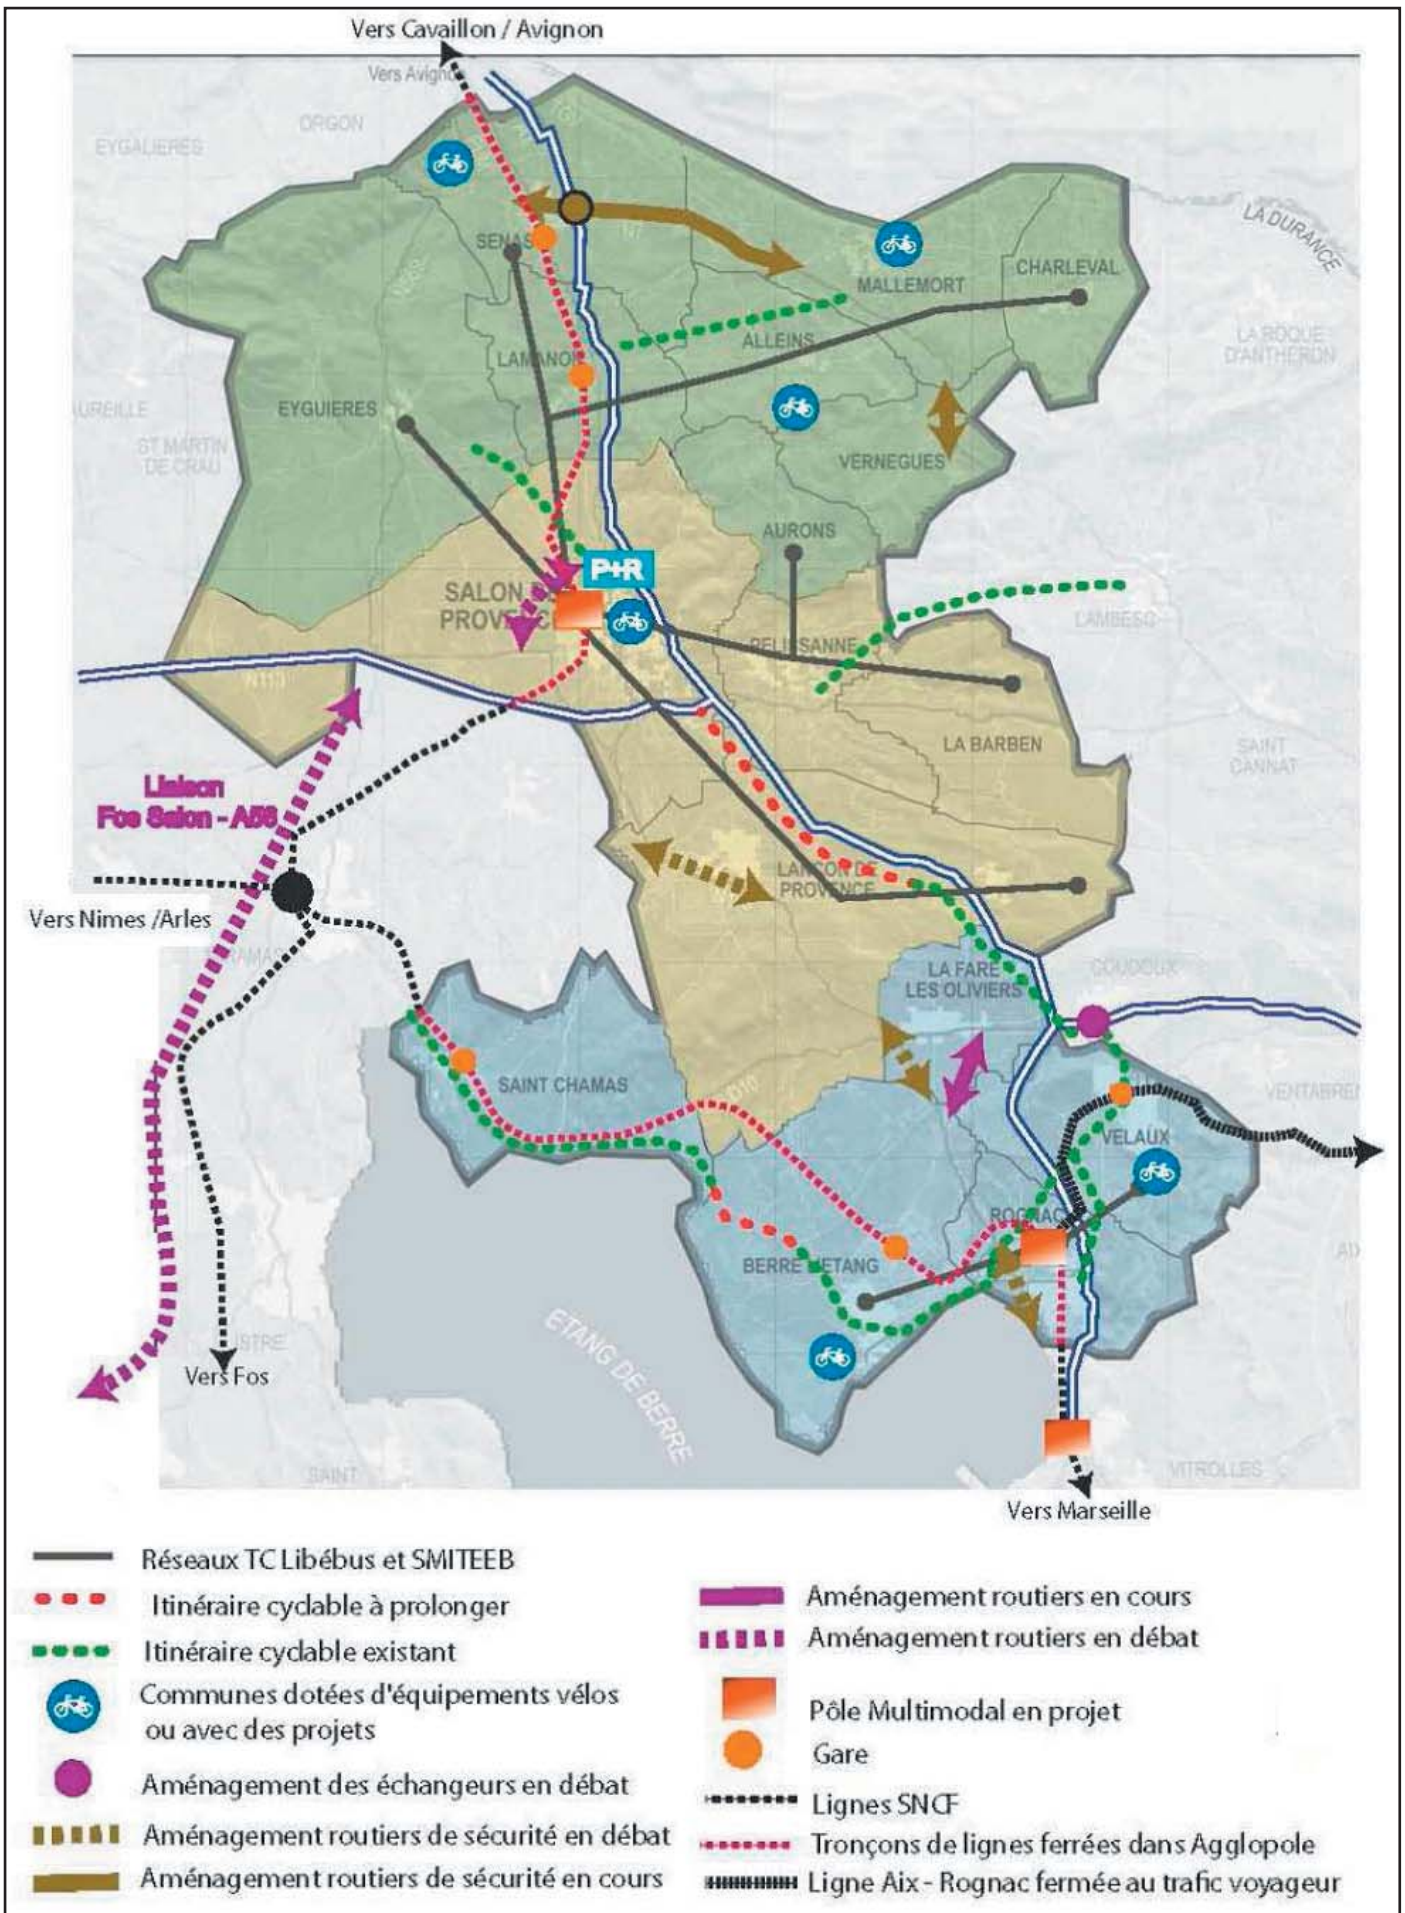 Vers Cavaillon / Avignon
Vers Avignon
ORGON
EYGALIERES
LA DURANCE
SENAS
MALLEMORT
CHARLEVAL
LA ROQUE
D'ANTHERON
ALLEINS
LAMANON
EYGUIERES
ST MARTIN
DE CRAU
VERNEGUES
AURONS
P+R
SALON DE
PROVENCE
LAMBESC
PELISSANNE
N113
LA BARBEN
SAINT
CANNAT
Liaison
Fos Salon - A56
LANCON DE
PROVENCE
Vers Nimes /Arles
LA FARE
LES OLIVIERS
COUDOUX
SAINT CHAMAS
D10
VENTABREN
VELAUX
ROGNAC
BERRE L'ETANG
ETANG DE BERRE
Vers Fos
SAINT
VITROLLES
Vers Marseille
Réseaux TC Libébus et SMITEEB
Itinéraire cyclable à prolonger
Itinéraire cyclable existant
Communes dotées d'équipements vélos
ou avec des projets
Aménagement des échangeurs en débat
Aménagement routiers de sécurité en débat
Aménagement routiers de sécurité en cours
Aménagement routiers en cours
Aménagement routiers en débat
Pôle Multimodal en projet
Gare
Lignes SNCF
Tronçons de lignes ferrées dans Agglopole
Ligne Aix - Rognac fermée au trafic voyageur